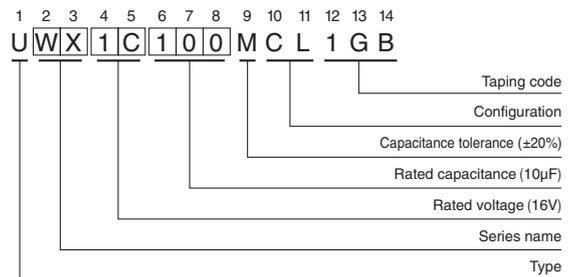 1 2 3 4 5 6 7 8 9 10 11 12 13 14
U W X 1 C 1 0 0 M C L 1 G B
Taping code
Configuration
Capacitance tolerance (±20%)
Rated capacitance (10µF)
Rated voltage (16V)
Series name
Type